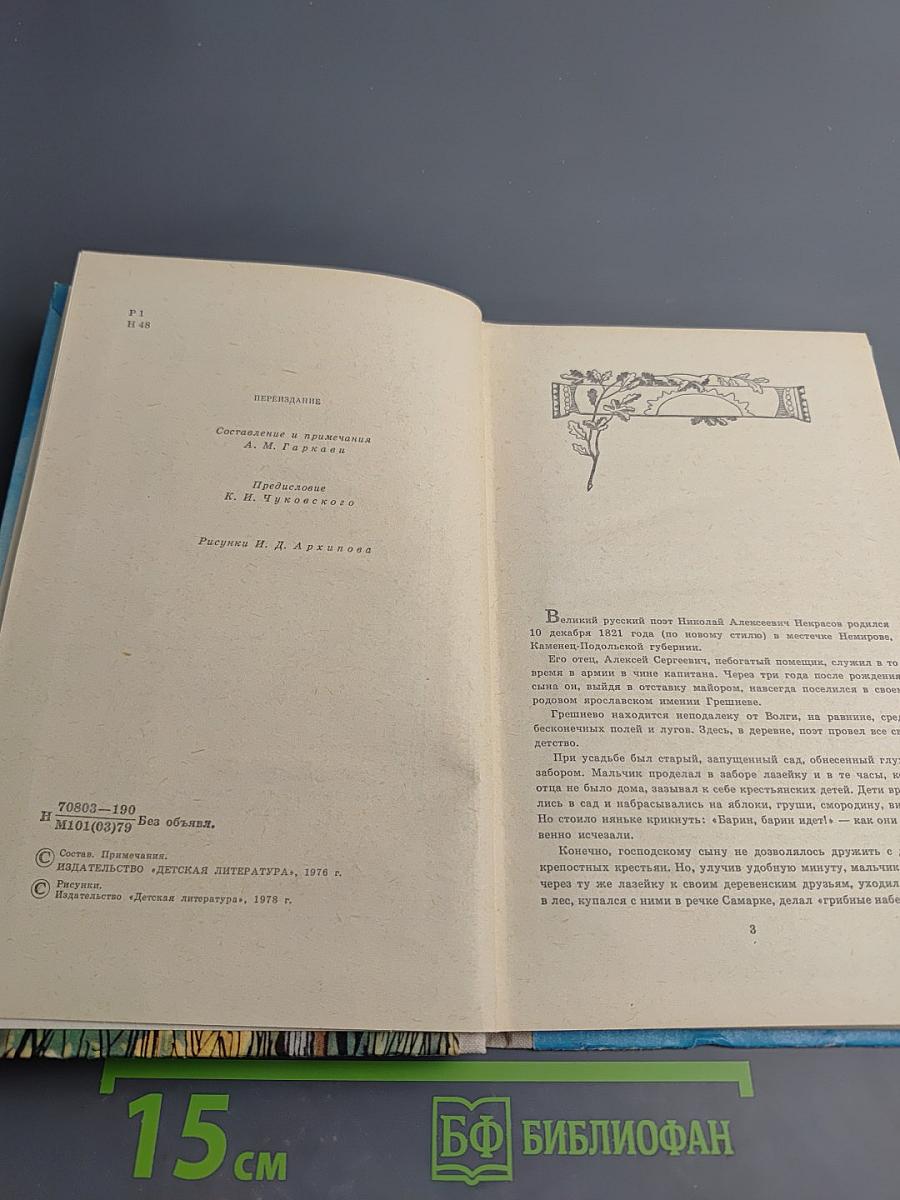 Р 1
Н 48
ПЕРЕИЗДАНИЕ
Составление и примечания
А. М. Гаркави
Предисловие
К. И. Чуковского
Рисунки И. Д. Архипова
Н 70803—190
М101(03)79 Без объявл.
© Состав. Примечания.
ИЗДАТЕЛЬСТВО «ДЕТСКАЯ ЛИТЕРАТУРА», 1976 г.
© Рисунки.
Издательство «Детская литература», 1978 г.
Великий русский поэт Николай Алексеевич Некрасов родился
10 декабря 1821 года (по новому стилю) в местечке Немирове,
Каменец-Подольской губернии.
Его отец, Алексей Сергеевич, небогатый помещик, служил в то
время в армии в чине капитана. Через три года после рождения
сына он, выйдя в отставку майором, навсегда поселился в своем
родовом ярославском имении Грешневе.
Грешнево находится неподалеку от Волги, на равнине, сред
бесконечных полей и лугов. Здесь, в деревне, поэт провел все св
детство.
При усадьбе был старый, запущенный сад, обнесенный глух
забором. Мальчик проделал в заборе лазейку и в те часы, ко
отца не было дома, зазывал к себе крестьянских детей. Дети вр
лись в сад и набрасывались на яблоки, груши, смородину, ви
Но стоило няньке крикнуть: «Барин, барин идет!» — как они
венно исчезали.
Конечно, господскому сыну не дозволялось дружить с д
крепостных крестьян. Но, улучив удобную минуту, мальчик
через ту же лазейку к своим деревенским друзьям, уходил
в лес, купался с ними в речке Самарке, делал «грибные набе
3
15 см
БФ БИБЛИОФАН